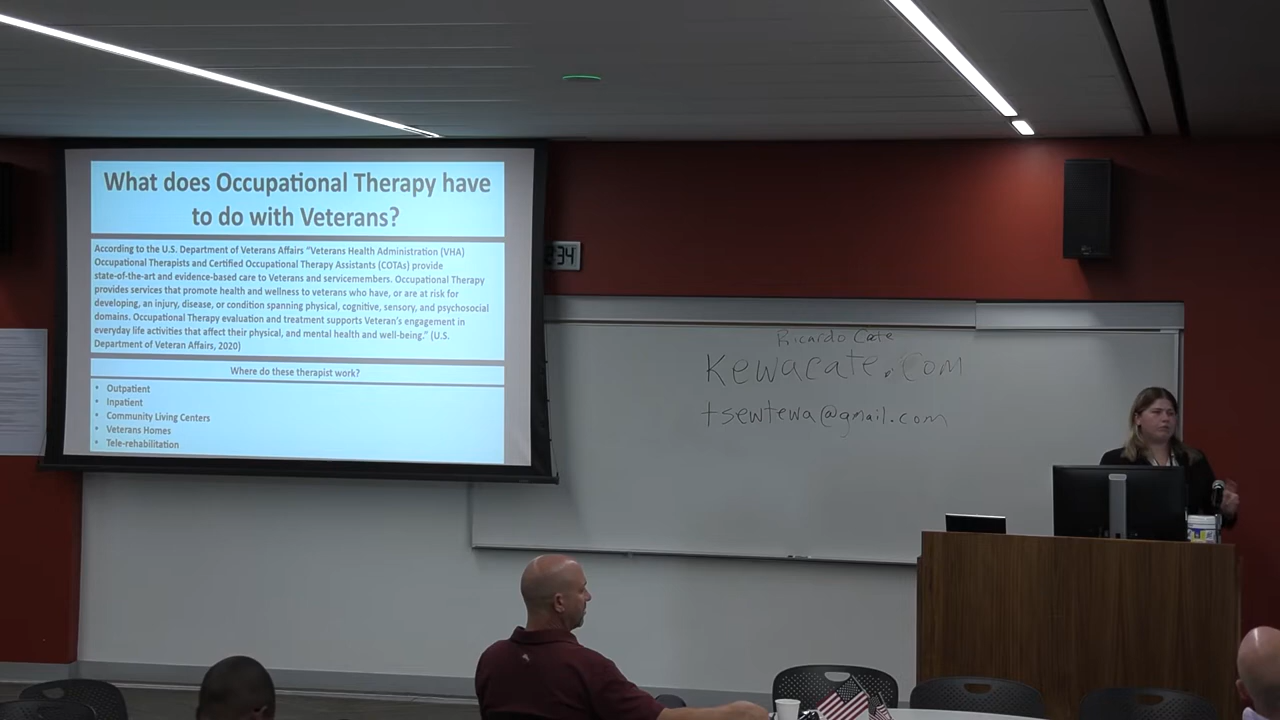 What does Occupational Therapy have
to do with Veterans?
According to the U.S. Department of Veterans Affairs "Veterans Health Administration (VHA)
Occupational Therapists and Certified Occupational Therapy Assistants (COTAs) provide
state-of-the-art and evidence-based care to Veterans and servicemembers. Occupational Therapy
provides services that promote health and wellness to veterans who have, or are at risk for
developing, an injury, disease, or condition spanning physical, cognitive, sensory, and psychosocial
domains. Occupational Therapy evaluation and treatment supports Veteran's engagement in
everyday life activities that affect their physical, and mental health and well-being." (U.S.
Department of Veteran Affairs, 2020)
Where do these therapist work?
• Outpatient
• Inpatient
• Community Living Centers
• Veterans Homes
• Tele-rehabilitation
:34
Ricardo Cate
Kewacate.com
tsewtewa@gmail.com